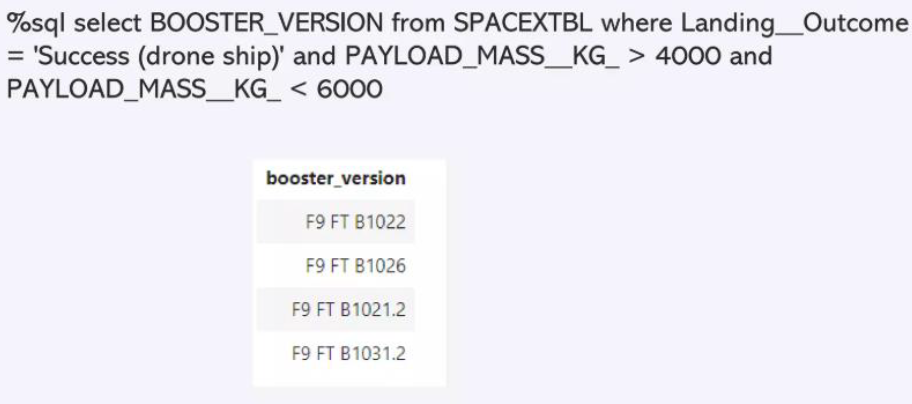 %sql select BOOSTER_VERSION from SPACEXTBL where Landing__Outcome
= 'Success (drone ship)' and PAYLOAD_MASS__KG_ > 4000 and
PAYLOAD_MASS__KG_ < 6000
booster_version
F9 FT B1022
F9 FT B1026
F9 FT B1021.2
F9 FT B1031.2